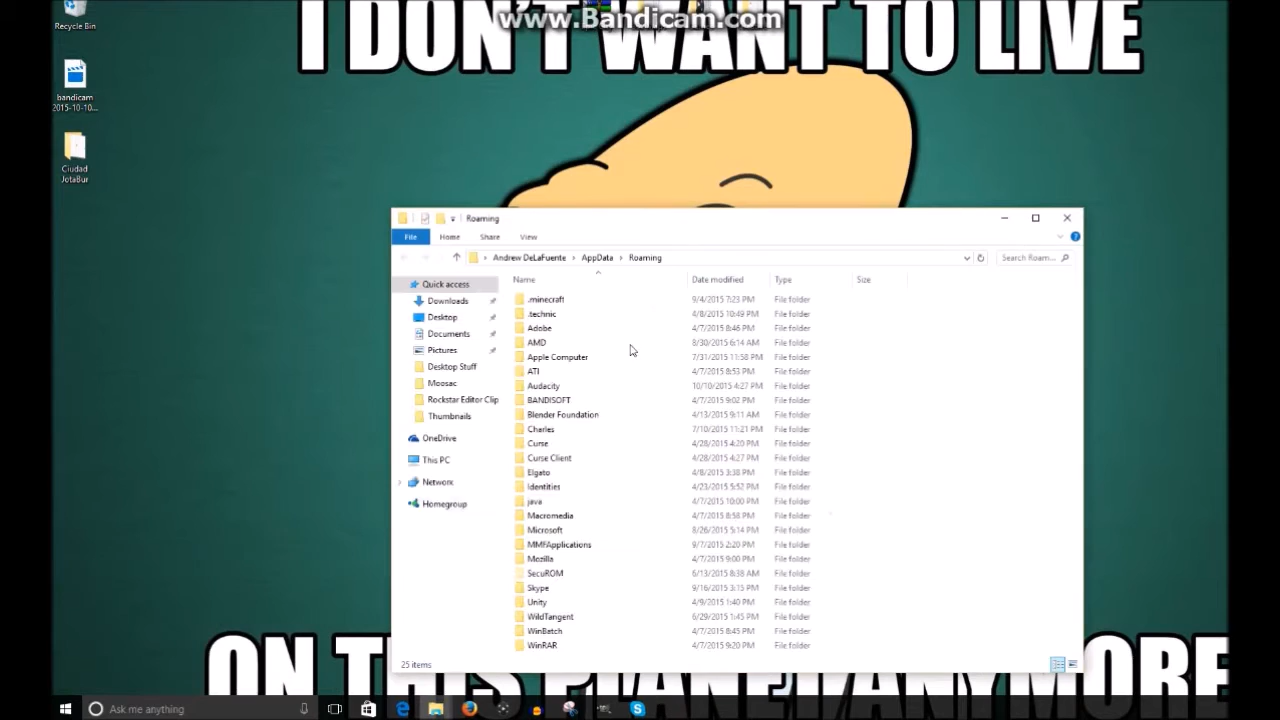 www.Bandicam.com
I DON'T WANT TO LIVE
Recycle Bin
bandicam
2015-10-10...
Ciudad
JotaBur
Roaming
File Home Share View
Andrew DeLaFuente > AppData > Roaming
Search Roam...
Quick access
Downloads
Desktop
Documents
Pictures
Desktop Stuff
Moosac
Rockstar Editor Clip
Thumbnails
OneDrive
This PC
Network
Homegroup
Name Date modified Type Size
.minecraft 9/4/2015 7:23 PM File folder
.technic 4/8/2015 10:49 PM File folder
Adobe 4/7/2015 8:46 PM File folder
AMD 8/30/2015 6:14 AM File folder
Apple Computer 7/31/2015 11:58 PM File folder
ATI 4/7/2015 8:53 PM File folder
Audacity 10/10/2015 4:27 PM File folder
BANDISOFT 4/7/2015 9:02 PM File folder
Blender Foundation 4/13/2015 9:11 AM File folder
Charles 7/10/2015 11:21 PM File folder
Curse 4/28/2015 4:20 PM File folder
Curse Client 4/28/2015 4:27 PM File folder
Elgato 4/8/2015 3:38 PM File folder
Identities 4/23/2015 5:52 PM File folder
java 4/7/2015 10:00 PM File folder
Macromedia 4/7/2015 8:58 PM File folder
Microsoft 8/26/2015 5:14 PM File folder
MMFApplications 9/7/2015 2:20 PM File folder
Mozilla 4/7/2015 9:00 PM File folder
SecuROM 6/13/2015 8:38 AM File folder
Skype 9/16/2015 3:15 PM File folder
Unity 4/9/2015 1:40 PM File folder
WildTangent 6/29/2015 1:45 PM File folder
WinBatch 4/7/2015 8:45 PM File folder
WinRAR 4/7/2015 9:20 PM File folder
25 items
ON THIS PLANET ANYMORE
Ask me anything